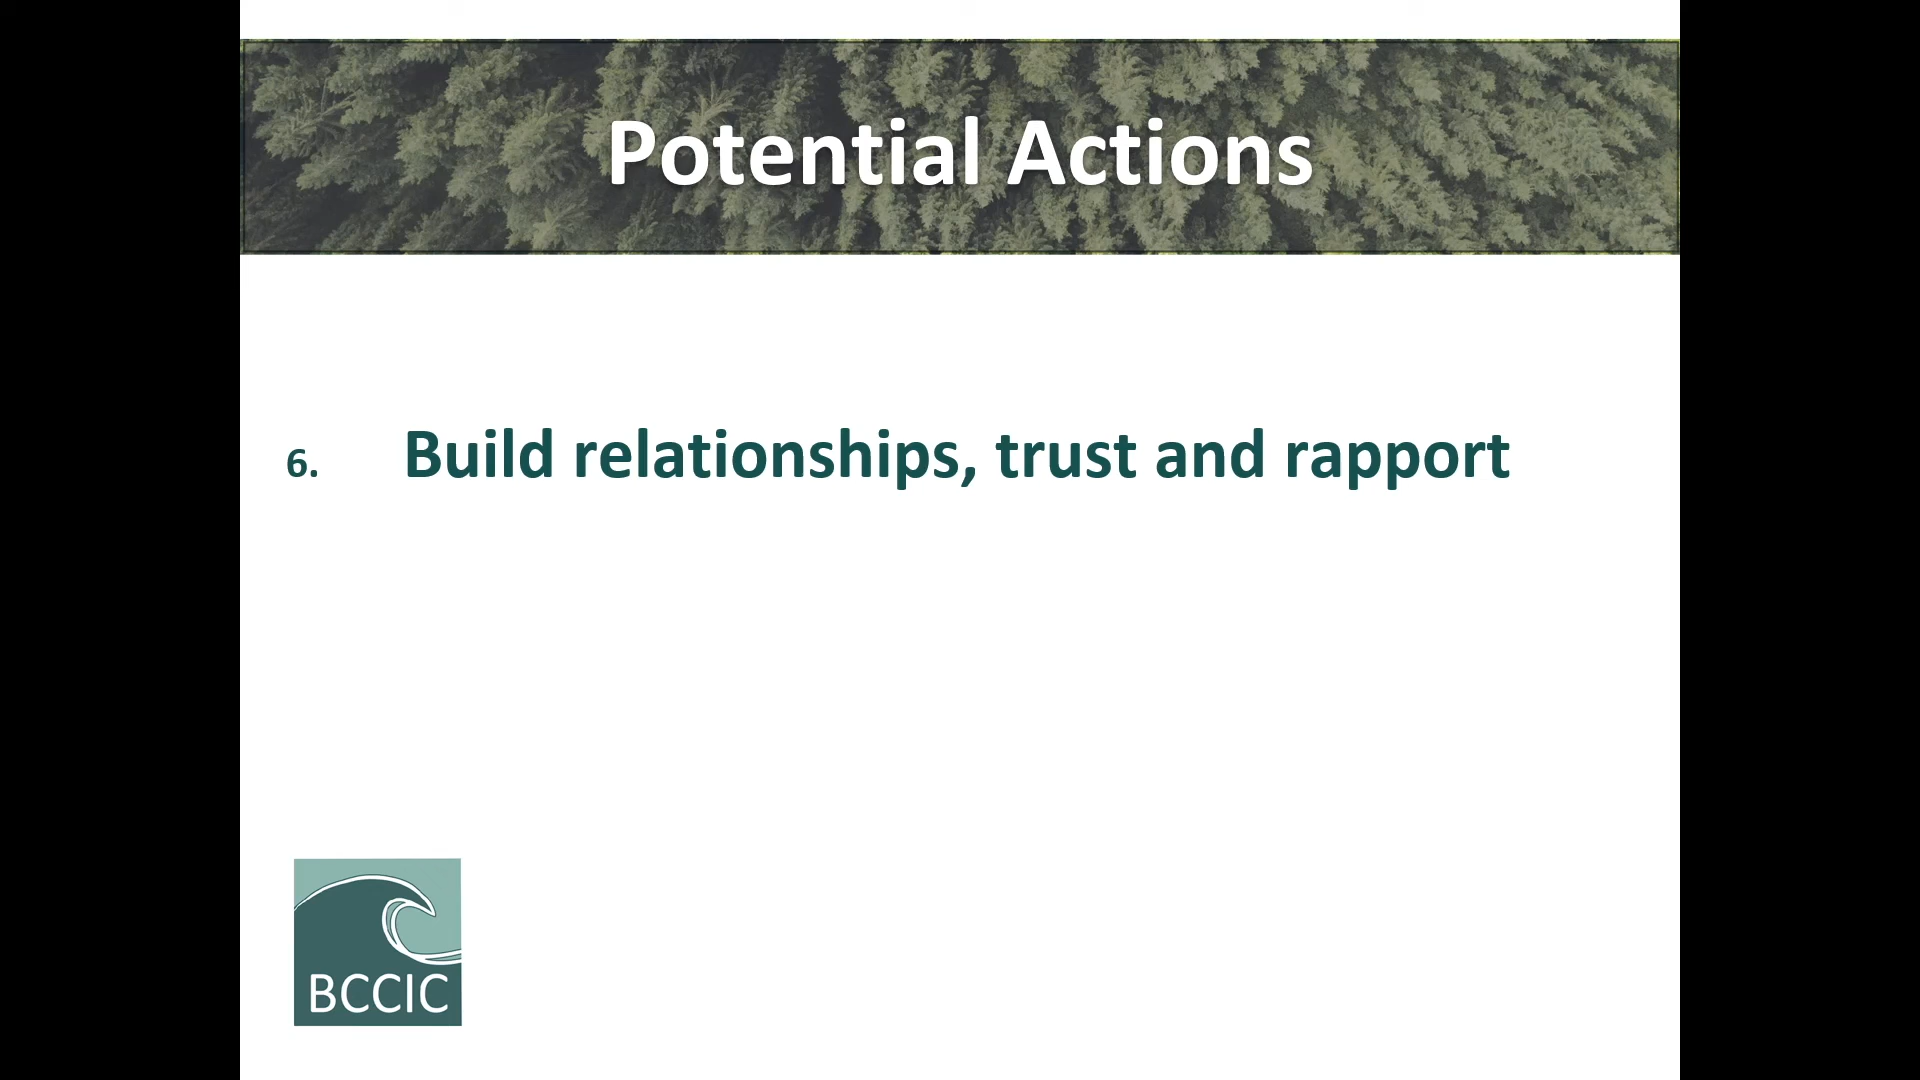 Potential Actions
6. Build relationships, trust and rapport
BCCIC